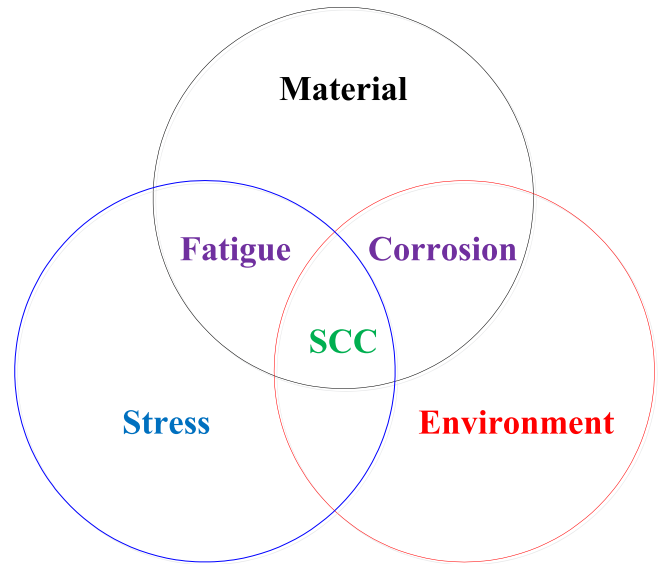 Material
Fatigue
Corrosion
SCC
Stress
Environment